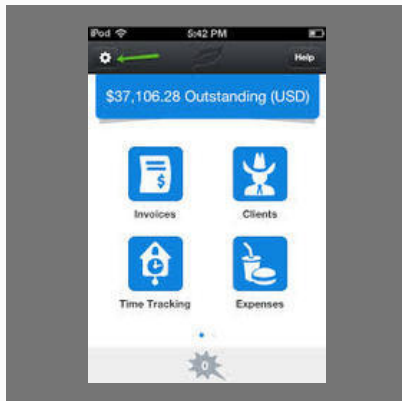 iPod 5:42 PM
Help
$37,106.28 Outstanding (USD)
$
Invoices Clients
Time Tracking Expenses
0